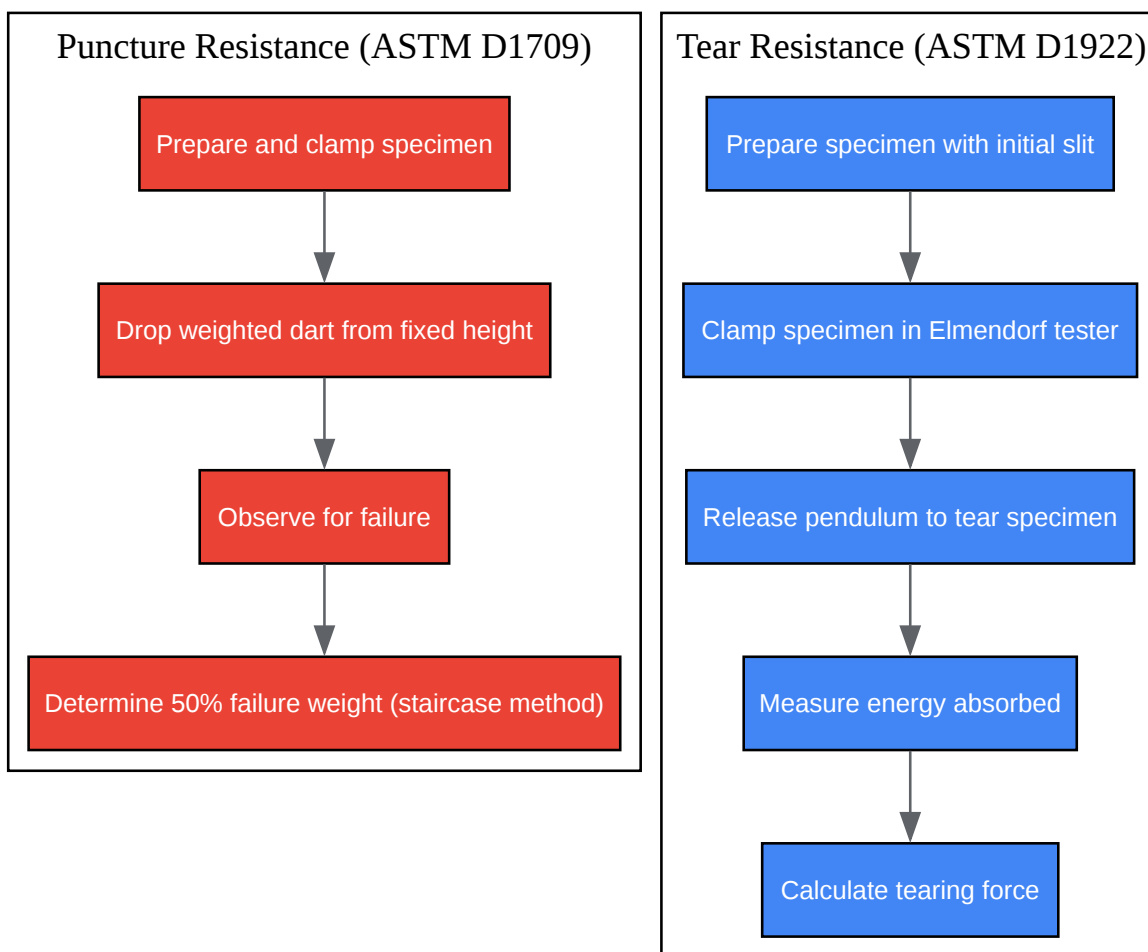 Puncture Resistance (ASTM D1709)
Prepare and clamp specimen
Drop weighted dart from fixed height
Observe for failure
Determine 50% failure weight (staircase method)
Tear Resistance (ASTM D1922)
Prepare specimen with initial slit
Clamp specimen in Elmendorf tester
Release pendulum to tear specimen
Measure energy absorbed
Calculate tearing force